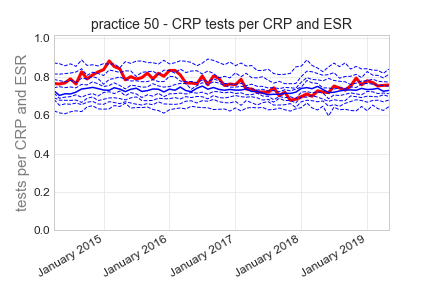 practice 50 - CRP tests per CRP and ESR
tests per CRP and ESR
1.0
0.8
0.6
0.4
0.2
0.0
January 2015
January 2016
January 2017
January 2018
January 2019